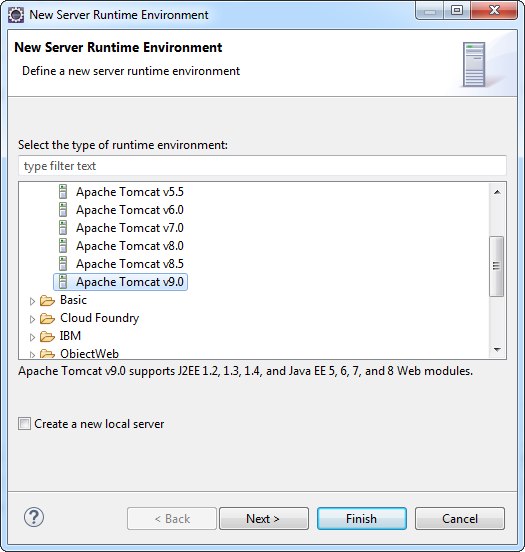 New Server Runtime Environment
New Server Runtime Environment
Define a new server runtime environment
Select the type of runtime environment:
type filter text
Apache Tomcat v5.5
Apache Tomcat v6.0
Apache Tomcat v7.0
Apache Tomcat v8.0
Apache Tomcat v8.5
Apache Tomcat v9.0
Basic
Cloud Foundry
IBM
ObjectWeb
Apache Tomcat v9.0 supports J2EE 1.2, 1.3, 1.4, and Java EE 5, 6, 7, and 8 Web modules.
Create a new local server
? < Back Next > Finish Cancel